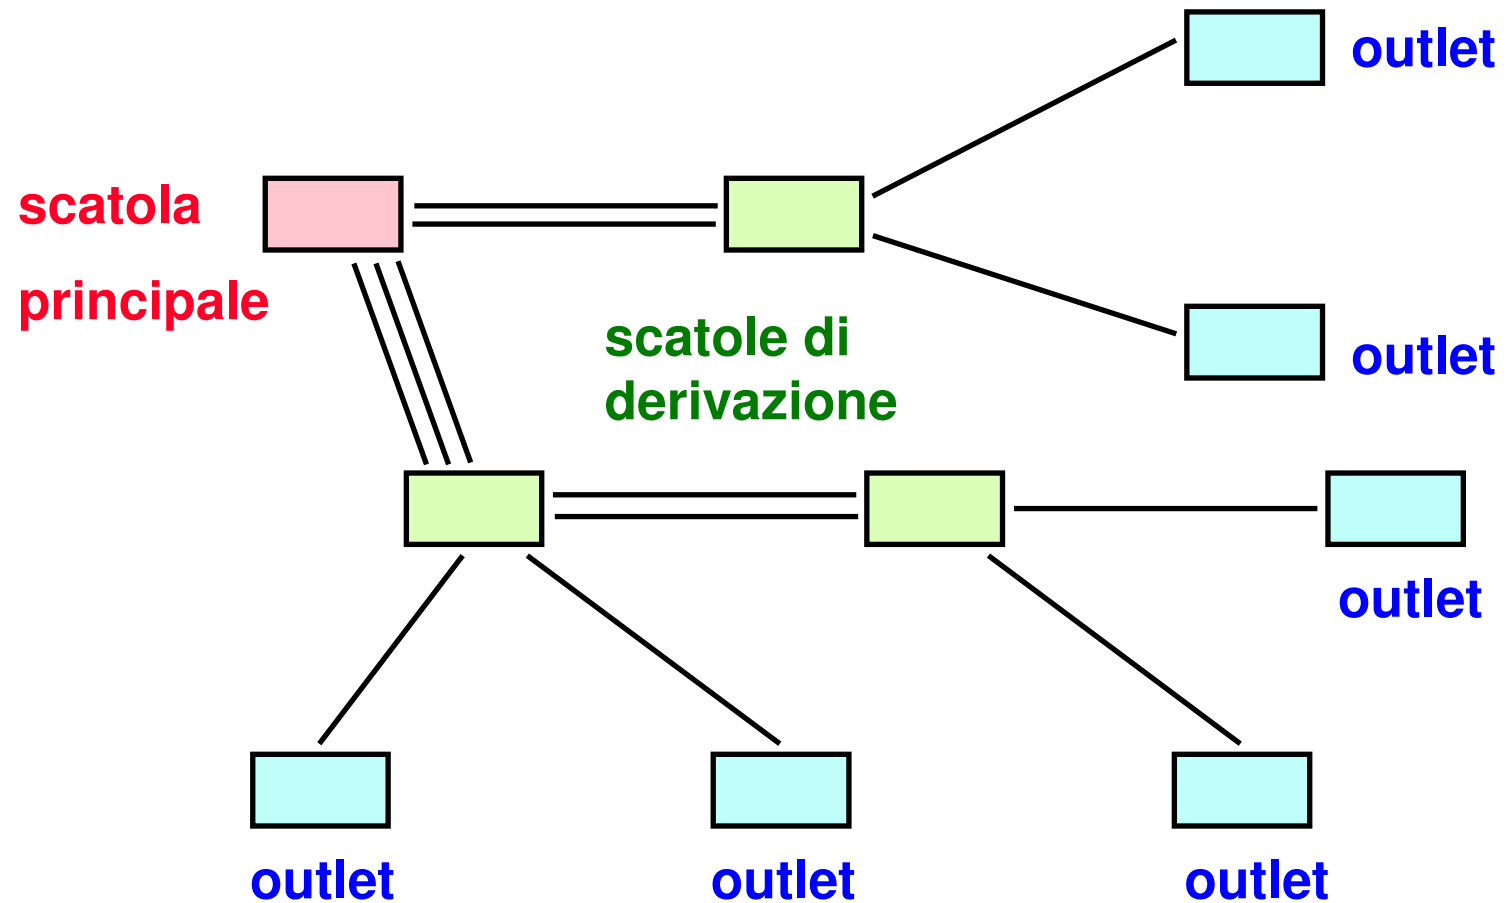 outlet
scatola
principale
scatole di
derivazione
outlet
outlet
outlet
outlet
outlet